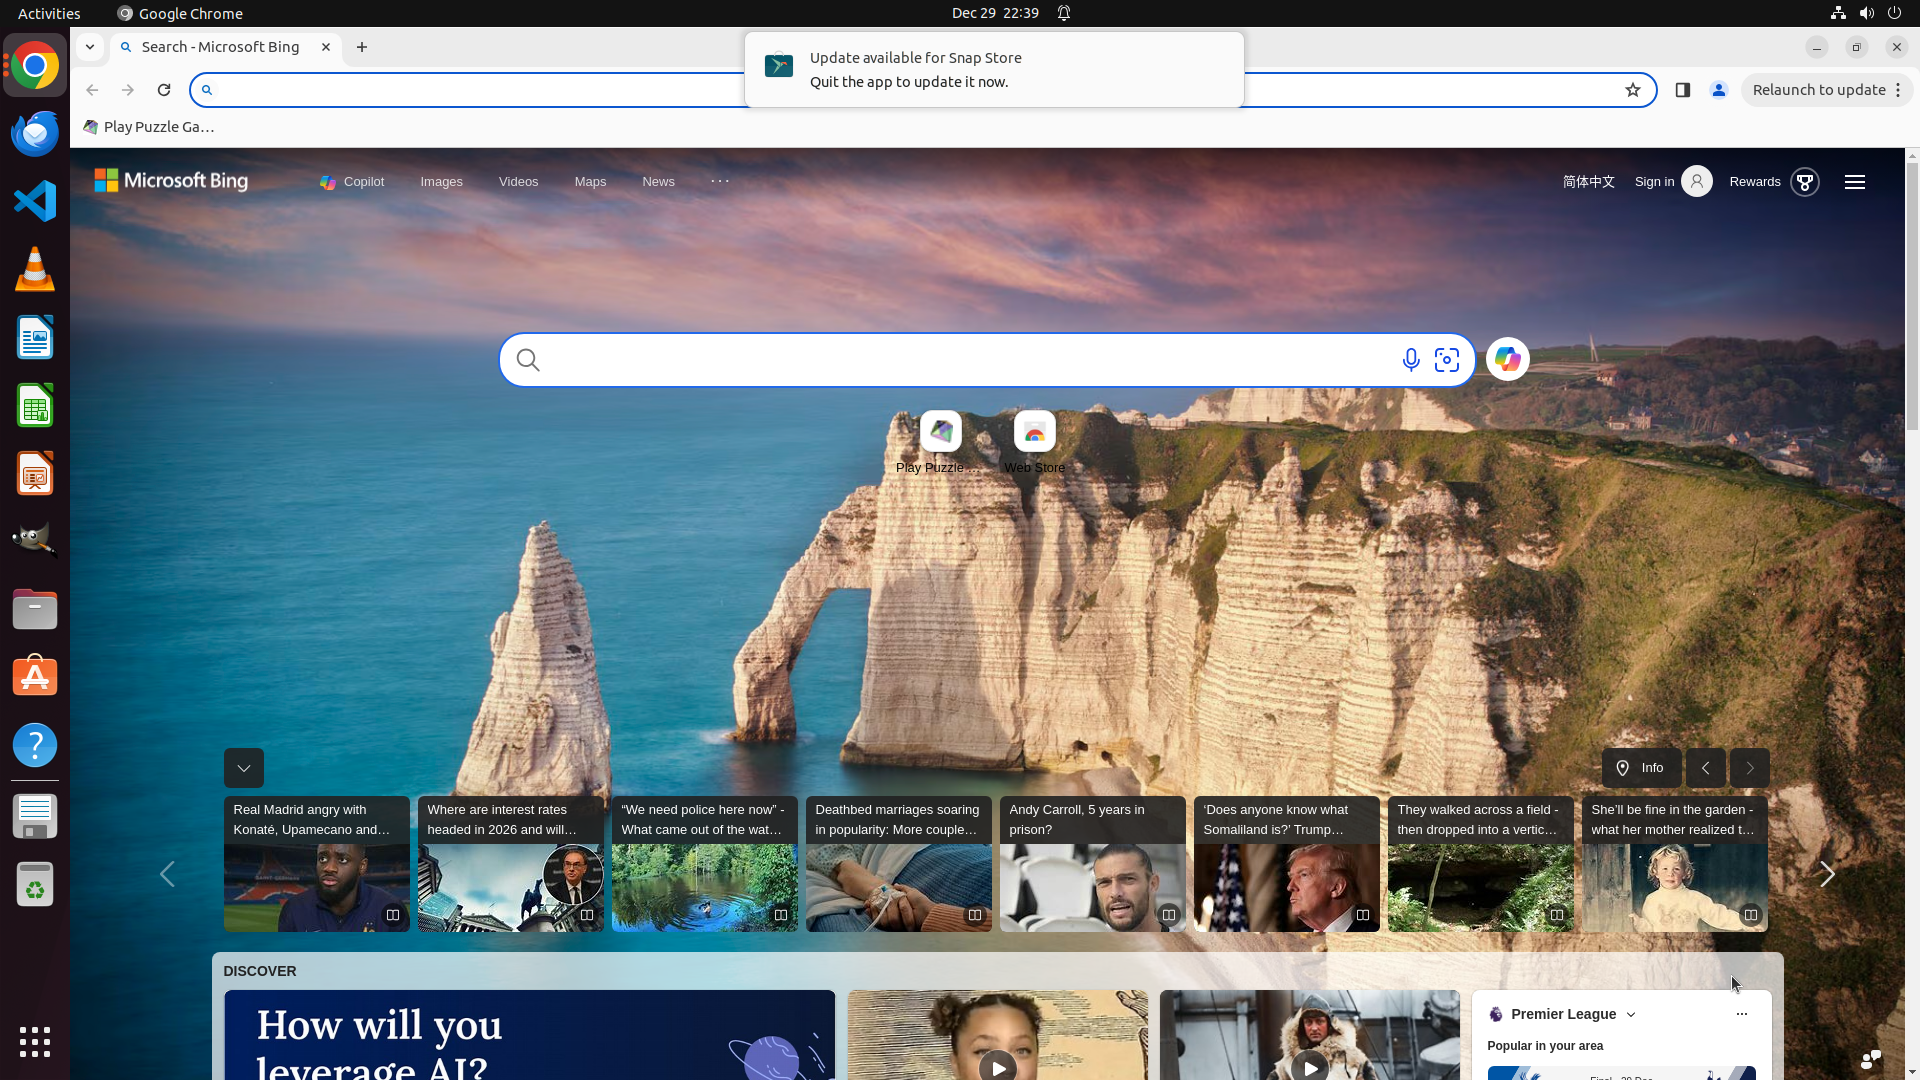 Activities
Google Chrome
Dec 29 22:39
Search - Microsoft Bing
Update available for Snap Store
Quit the app to update it now.
Relaunch to update
Play Puzzle Ga…
Microsoft Bing
Copilot
Images
Videos
Maps
News
简体中文
Sign in
Rewards
Play Puzzle …
Web Store
Info
Real Madrid angry with
Konaté, Upamecano and…
Where are interest rates
headed in 2026 and will…
“We need police here now” -
What came out of the wat…
Deathbed marriages soaring
in popularity: More couple…
Andy Carroll, 5 years in
prison?
‘Does anyone know what
Somaliland is?’ Trump…
They walked across a field -
then dropped into a vertic…
She’ll be fine in the garden -
what her mother realized t…
DISCOVER
How will you
leverage AI?
Premier League
Popular in your area